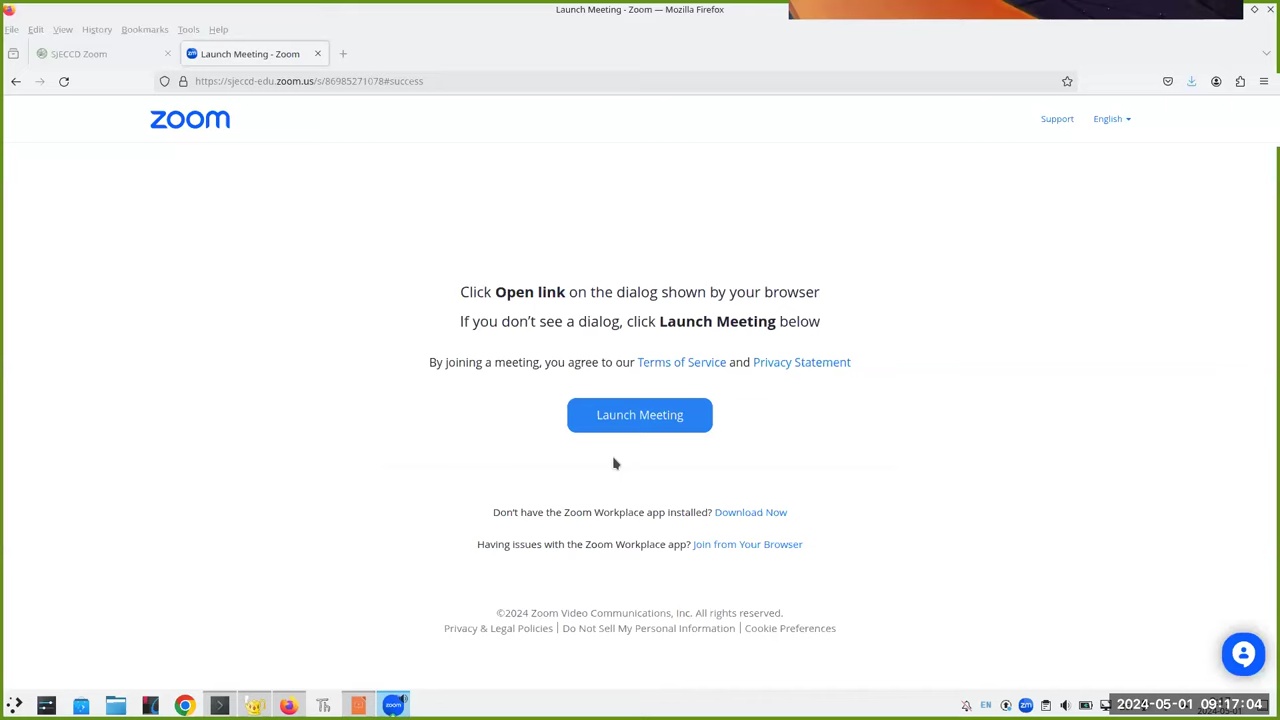 Launch Meeting - Zoom — Mozilla Firefox
File Edit View History Bookmarks Tools Help
SJECCD Zoom
zm Launch Meeting - Zoom
https://sjeccd-edu.zoom.us/s/86985271078#success
zoom
Support English
Click Open link on the dialog shown by your browser
If you don’t see a dialog, click Launch Meeting below
By joining a meeting, you agree to our Terms of Service and Privacy Statement
Launch Meeting
Don’t have the Zoom Workplace app installed? Download Now
Having issues with the Zoom Workplace app? Join from Your Browser
©2024 Zoom Video Communications, Inc. All rights reserved.
Privacy & Legal Policies | Do Not Sell My Personal Information | Cookie Preferences
Th zoom EN zm 2024-05-01 09:17:04